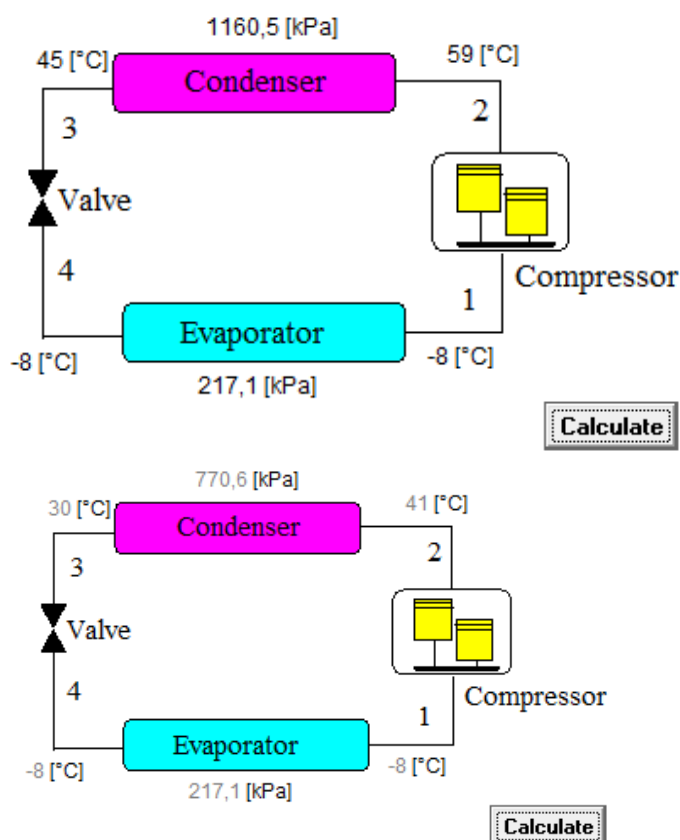 1160,5 [kPa]
45 [°C]
59 [°C]
Condenser
3
2
Valve
4
Compressor
1
Evaporator
-8 [°C]
-8 [°C]
217,1 [kPa]
Calculate
770,6 [kPa]
30 [°C]
41 [°C]
Condenser
3
2
Valve
4
Compressor
1
Evaporator
-8 [°C]
-8 [°C]
217,1 [kPa]
Calculate